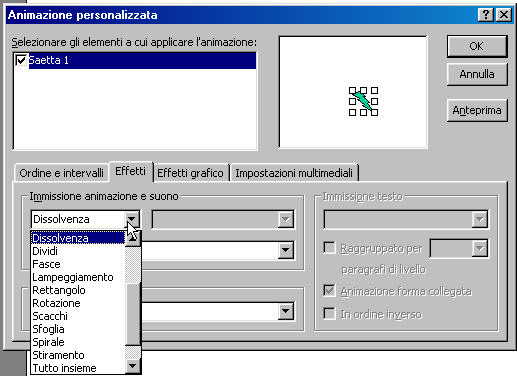 Animazione personalizzata
Selezionare gli elementi a cui applicare l'animazione:
Saetta 1
OK
Annulla
Anteprima
Ordine e intervalli
Effetti
Effetti grafico
Impostazioni multimediali
Immissione animazione e suono
Dissolvenza
Dissolvenza
Dividi
Fasce
Lampeggiamento
Rettangolo
Rotazione
Scacchi
Sfoglia
Spirale
Stiramento
Tutto insieme
Immissione testo
Raggruppato per
paragrafi di livello
Animazione forma collegata
In ordine inverso